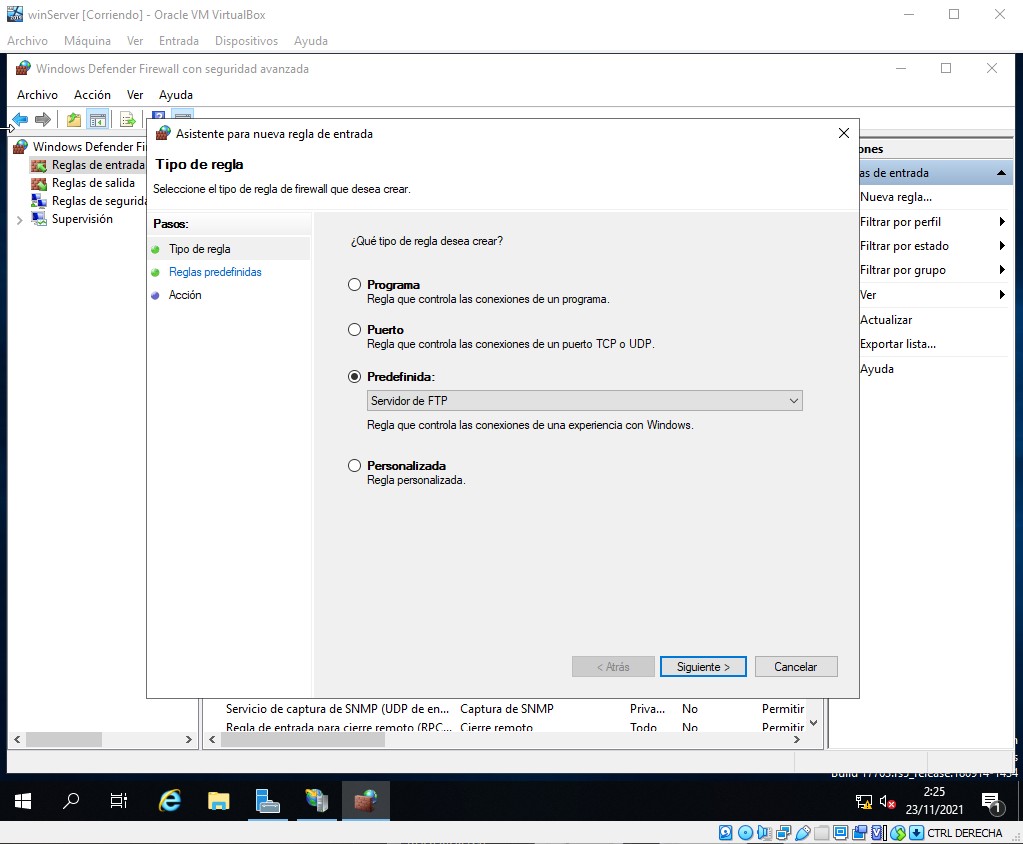 winServer [Corriendo] - Oracle VM VirtualBox
Archivo Máquina Ver Entrada Dispositivos Ayuda
Windows Defender Firewall con seguridad avanzada
Archivo Acción Ver Ayuda
Asistente para nueva regla de entrada
Windows Defender Fi
Reglas de entrada
Reglas de salida
Reglas de segurida
Supervisión
Tipo de regla
Seleccione el tipo de regla de firewall que desea crear.
Pasos:
Tipo de regla
Reglas predefinidas
Acción
¿Qué tipo de regla desea crear?
Programa
Regla que controla las conexiones de un programa.
Puerto
Regla que controla las conexiones de un puerto TCP o UDP.
Predefinida:
Servidor de FTP
Regla que controla las conexiones de una experiencia con Windows.
Personalizada
Regla personalizada.
< Atrás Siguiente > Cancelar
ones
as de entrada
Nueva regla...
Filtrar por perfil
Filtrar por estado
Filtrar por grupo
Ver
Actualizar
Exportar lista...
Ayuda
Servicio de captura de SNMP (UDP de en... Captura de SNMP Priva... No Permitir
Regla de entrada para cierre remoto (RPC... Cierre remoto Todo No Permitir
2:25
23/11/2021
1
CTRL DERECHA